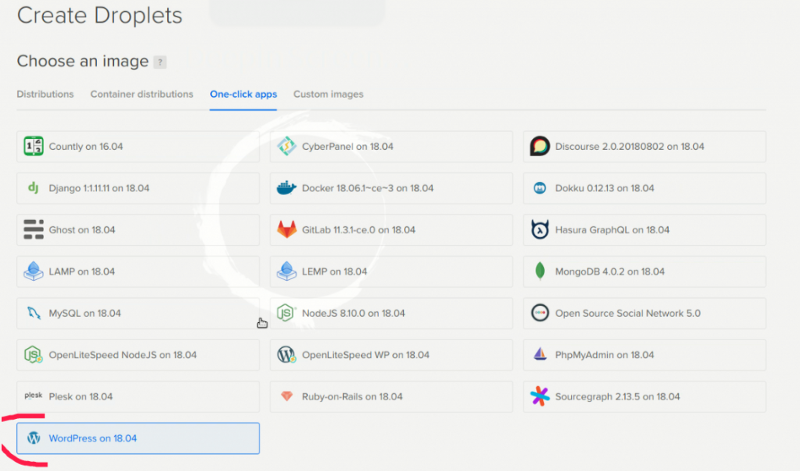 Create Droplets
Choose an image ?
Distributions Container distributions One-click apps Custom images
Countly on 16.04 CyberPanel on 18.04 Discourse 2.0.20180802 on 18.04
dj Django 1:1.11.11 on 18.04 Docker 18.06.1~ce~3 on 18.04 Dokku 0.12.13 on 18.04
Ghost on 18.04 GitLab 11.3.1-ce.0 on 18.04 Hasura GraphQL on 18.04
LAMP on 18.04 LEMP on 18.04 MongoDB 4.0.2 on 18.04
MySQL on 18.04 JS NodeJS 8.10.0 on 18.04 Open Source Social Network 5.0
JS OpenLiteSpeed NodeJS on 18.04 OpenLiteSpeed WP on 18.04 PhpMyAdmin on 18.04
plesk Plesk on 18.04 Ruby-on-Rails on 18.04 Sourcegraph 2.13.5 on 18.04
WordPress on 18.04